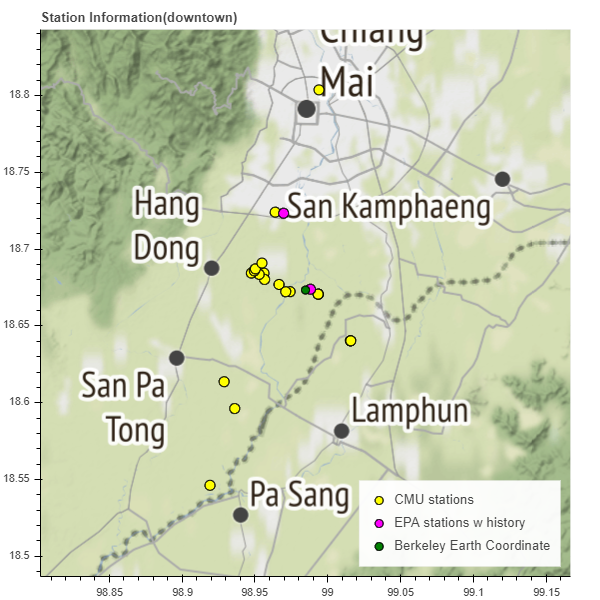 Station Information(downtown)
Chiang
Mai
18.8
18.75
18.7
18.65
18.6
18.55
18.5
Hang
Dong
San Kamphaeng
San Pa
Tong
Lamphun
Pa Sang
CMU stations
EPA stations w history
Berkeley Earth Coordinate
98.85 98.9 98.95 99 99.05 99.1 99.15